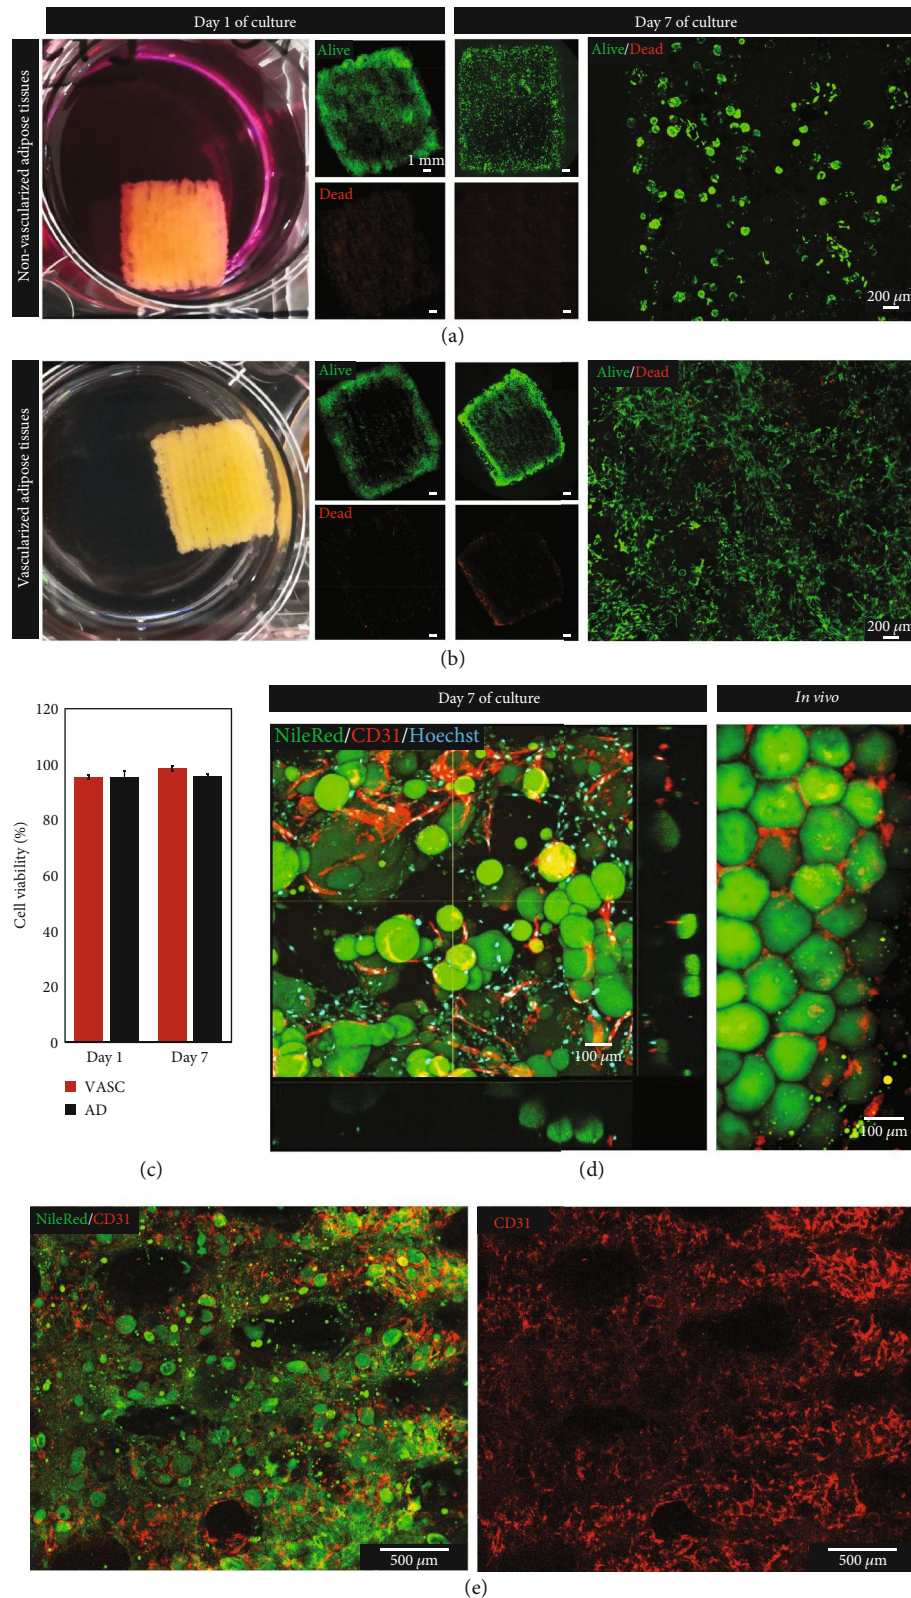 Day 1 of culture
Day 7 of culture
Non-vascularized adipose tissues
Alive
1 mm
Dead
Alive/Dead
200 μm
(a)
Vascularized adipose tissues
Alive
Dead
Alive/Dead
200 μm
(b)
120
100
80
60
40
20
0
Cell viability (%)
Day 1
Day 7
VASC
AD
(c)
Day 7 of culture
In vivo
NileRed/CD31/Hoechst
100 μm
100 μm
(d)
NileRed/CD31
500 μm
CD31
500 μm
(e)